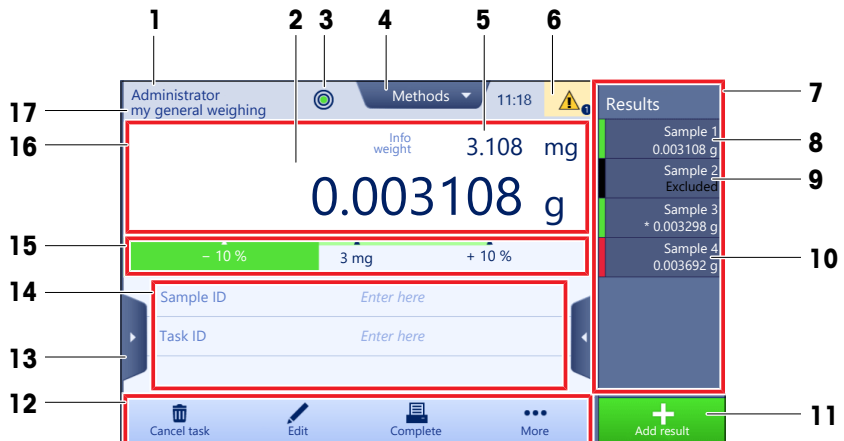 1 2 3 4 5 6
Administrator
my general weighing
Methods
11:18
1
17
16
Info
weight
3.108 mg
0.003108 g
15
– 10 %
3 mg
+ 10 %
14
Sample ID
Enter here
Task ID
Enter here
13
12
Cancel task
Edit
Complete
More
Results
7
Sample 1
0.003108 g
8
Sample 2
Excluded
9
Sample 3
* 0.003298 g
Sample 4
0.003692 g
10
Add result
11